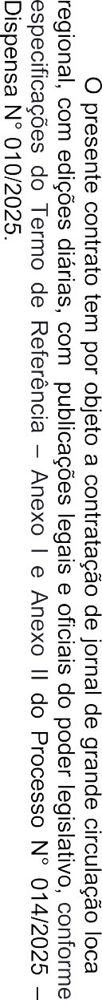 O presente contrato tem por objeto a contratação de jornal de grande circulação loca
regional, com edições diárias, com publicações legais e oficiais do poder legislativo, conforme
especificações do Termo de Referência – Anexo I e Anexo II do Processo N° 014/2025 –
Dispensa N° 010/2025.